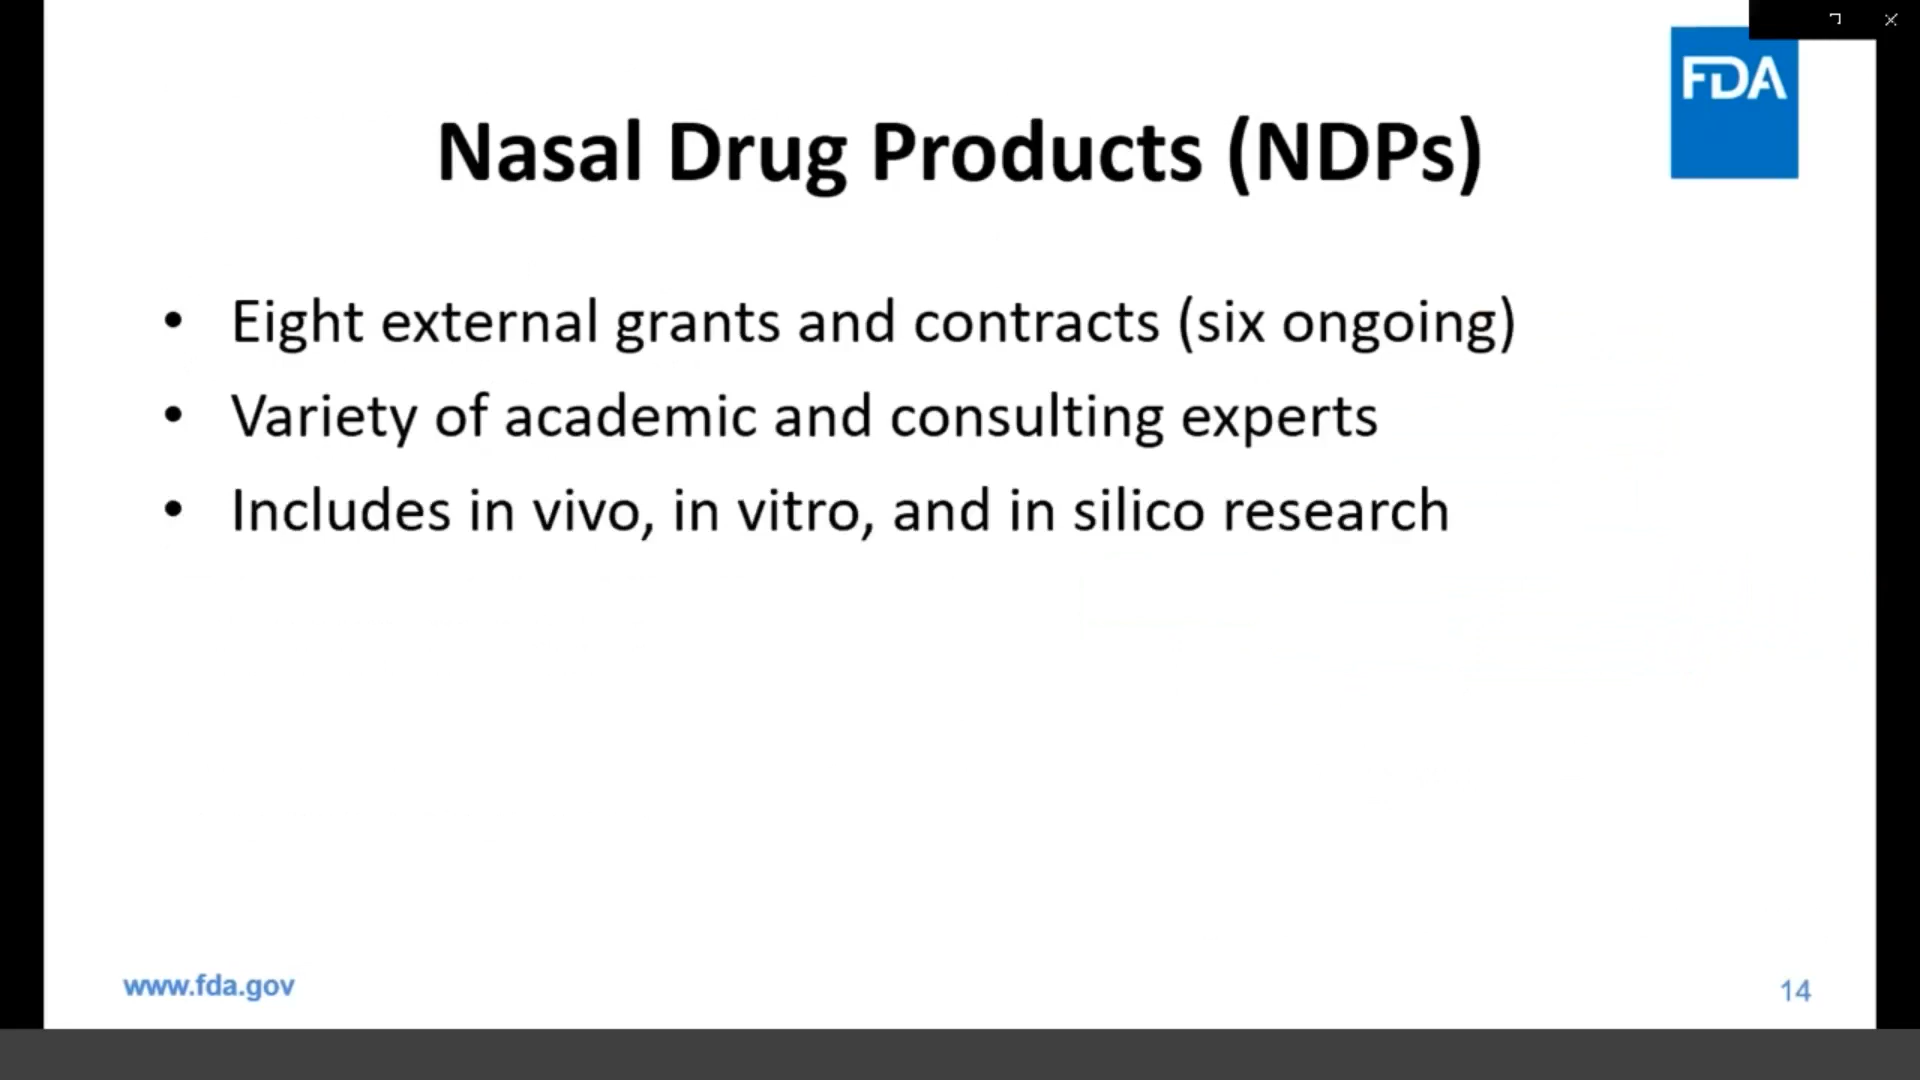 FDA
Nasal Drug Products (NDPs)
• Eight external grants and contracts (six ongoing)
• Variety of academic and consulting experts
• Includes in vivo, in vitro, and in silico research
www.fda.gov
14